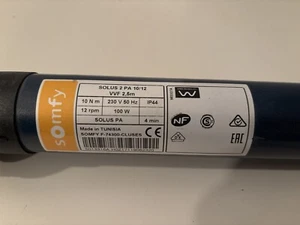 somfy
SOLUS 2 PA 10/12
VVF 2,5m
10 N m 230 V 50 Hz IP44
12 rpm 100 W
SOLUS PA 4 min
Made in TUNISIA
SOMFY F-74300-CLUSES
NF
EAC